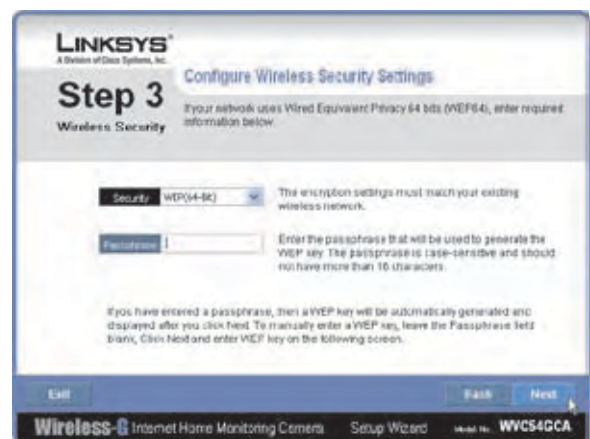 LINKSYS®
A Division of Cisco Systems, Inc.
Step 3
Wireless Security
Configure Wireless Security Settings
If your network uses Wired Equivalent Privacy 64 bits (WEP64), enter required
information below.
Security WEP(64-Bit)
The encryption settings must match your existing
wireless network.
Passphrase
Enter the passphrase that will be used to generate the
WEP key. The passphrase is case-sensitive and should
not have more than 16 characters.
If you have entered a passphrase, then a WEP key will be automatically generated and
displayed after you click Next. To manually enter a WEP key, leave the Passphrase field
blank, Click Next and enter WEP key on the following screen.
Exit
Back
Next
Wireless-G Internet Home Monitoring Camera Setup Wizard Model No. WVC54GCA